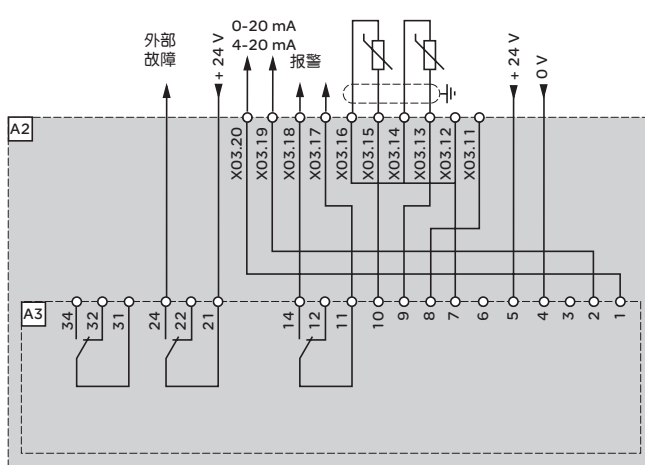 外部
故障
+ 24 V
0-20 mA
4-20 mA
报警
+ 24 V
0 V
A2
X03.20
X03.19
X03.18
X03.17
X03.16
X03.15
X03.14
X03.13
X03.12
X03.11
A3
34
32
31
24
22
21
14
12
11
10
9
8
7
6
5
4
3
2
1